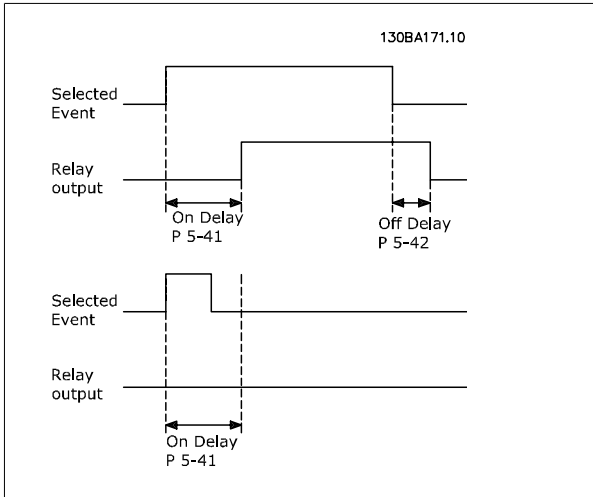 130BA171.10
Selected
Event
Relay
output
On Delay
P 5-41
Off Delay
P 5-42
Selected
Event
Relay
output
On Delay
P 5-41